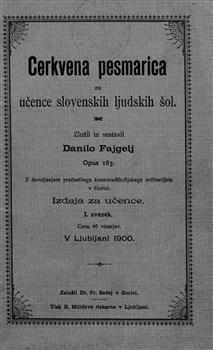 Cerkvena pesmarica
za
učence slovenskih ljudskih šol.
Zložil in sestavil
Danilo Fajgelj
Opus 163.
Z dovoljenjem prečastitega knezonadškofijskega ordinarijata
v Gorici.
Izdaja za učence.
I. zvezek.
Cena 40 vinarjev.
V Ljubljani 1900.
Založil Dr. Fr. Sedej v Gorici.
Tisk R. Miličeve tiskarne v Ljubljani.